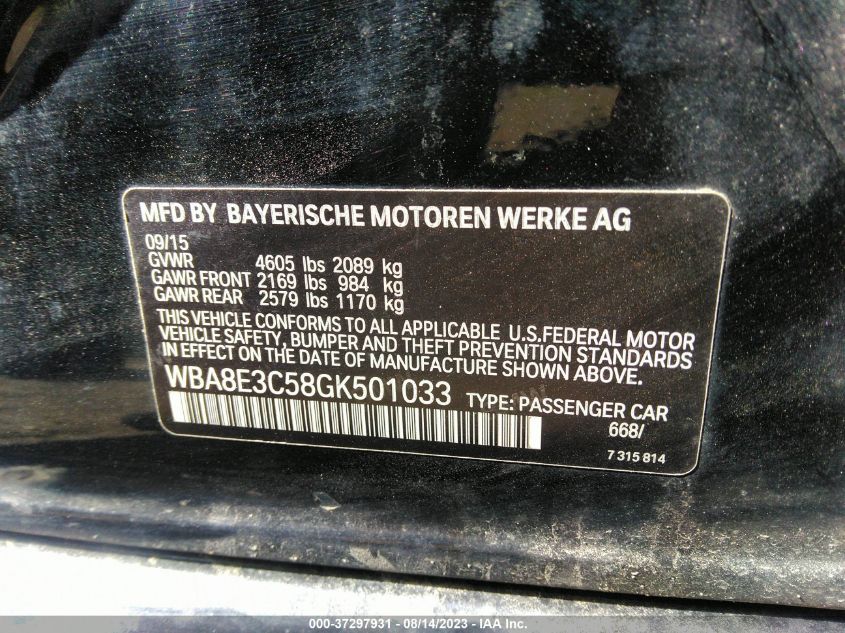 MFD BY BAYERISCHE MOTOREN WERKE AG
09/15
GVWR 4605 lbs 2089 kg
GAWR FRONT 2169 lbs 984 kg
GAWR REAR 2579 lbs 1170 kg
THIS VEHICLE CONFORMS TO ALL APPLICABLE U.S.FEDERAL MOTOR
VEHICLE SAFETY, BUMPER AND THEFT PREVENTION STANDARDS
IN EFFECT ON THE DATE OF MANUFACTURE SHOWN ABOVE.
WBA8E3C58GK501033 TYPE: PASSENGER CAR
668/
7 315 814
000-37297931 - 08/14/2023 - IAA Inc.